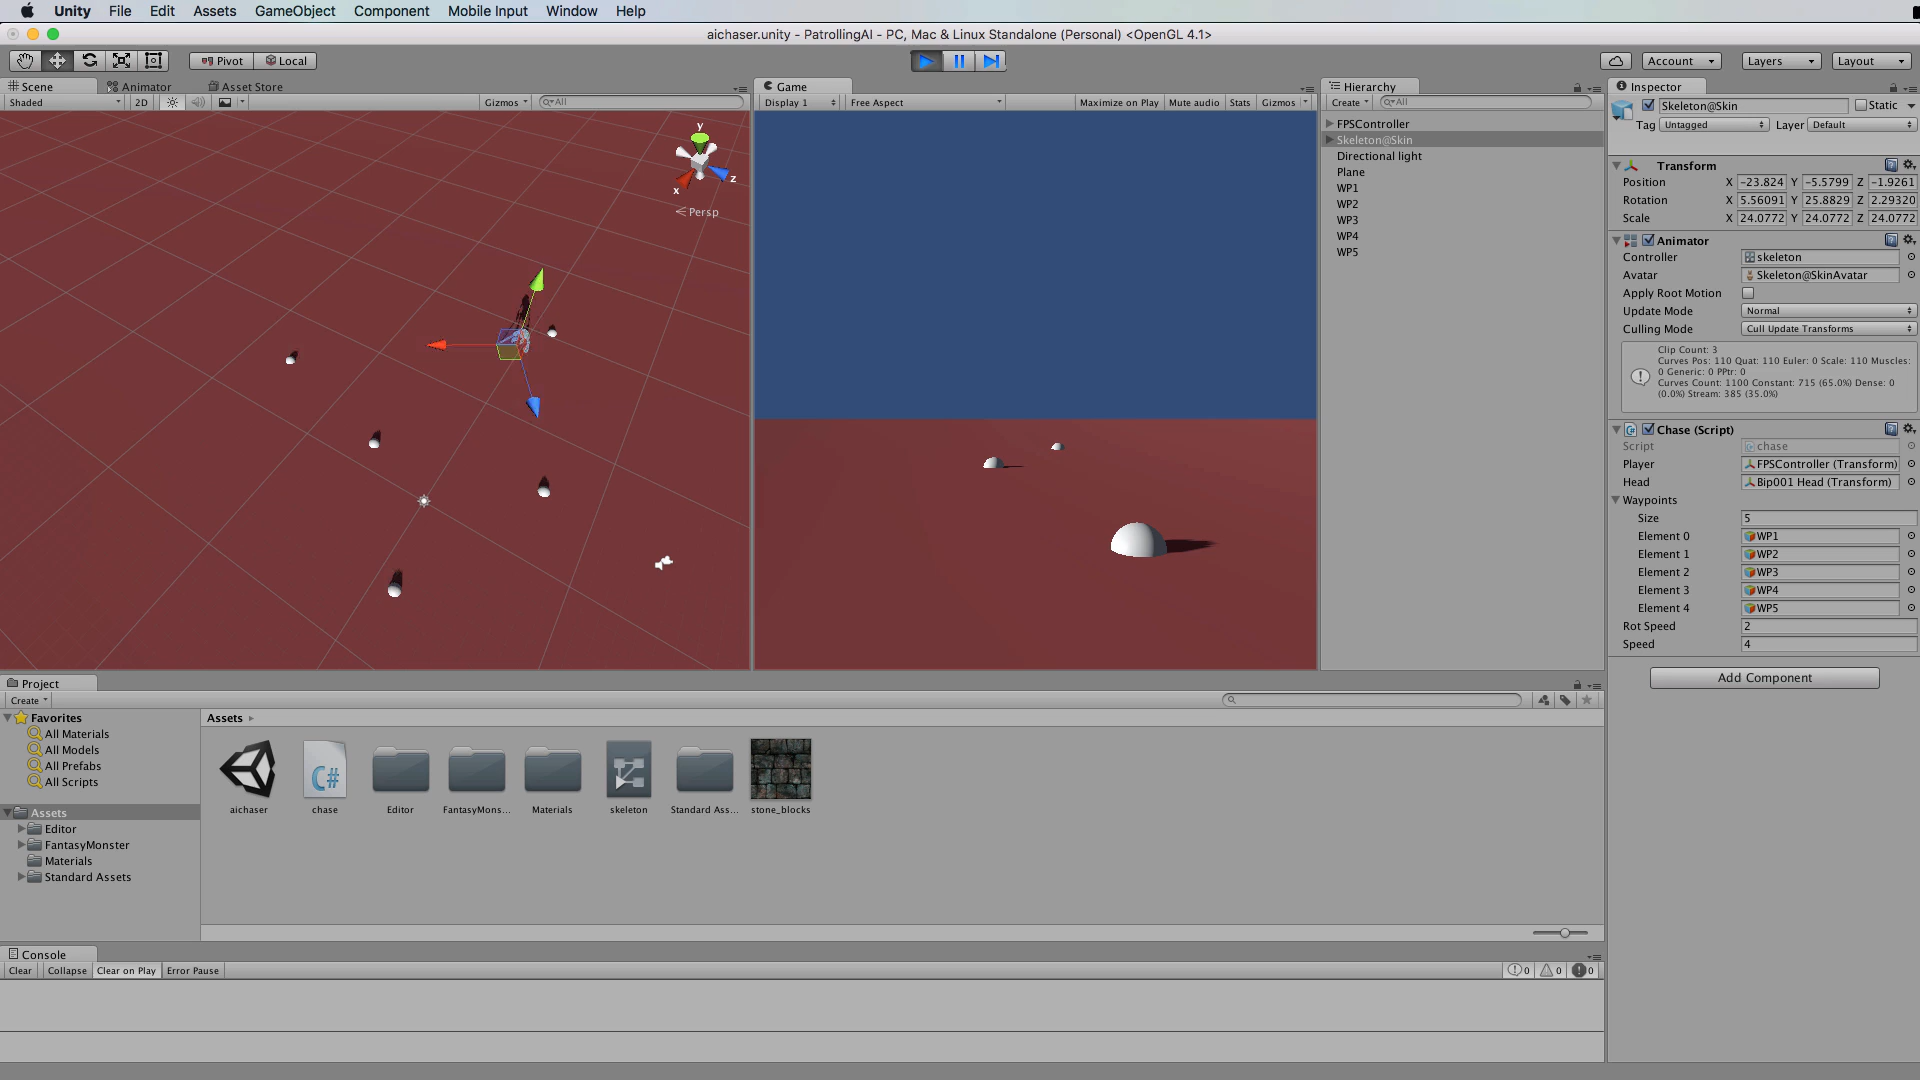 Unity File Edit Assets GameObject Component Mobile Input Window Help
aichaser.unity - PatrollingAI - PC, Mac & Linux Standalone (Personal) <OpenGL 4.1>
Pivot Local
Account Layers Layout
Scene Animator Asset Store
Shaded 2D Gizmos All
y
x
z
Persp
Game
Display 1 Free Aspect Maximize on Play Mute audio Stats Gizmos
Hierarchy
Create All
FPSController
Skeleton@Skin
Directional light
Plane
WP1
WP2
WP3
WP4
WP5
Inspector
Skeleton@Skin Static
Tag Untagged Layer Default
Transform
Position X -23.824 Y -5.5799 Z -1.9261
Rotation X 5.56091 Y 25.8829 Z 2.29320
Scale X 24.0772 Y 24.0772 Z 24.0772
Animator
Controller skeleton
Avatar Skeleton@SkinAvatar
Apply Root Motion
Update Mode Normal
Culling Mode Cull Update Transforms
Clip Count: 3
Curves Pos: 110 Quat: 110 Euler: 0 Scale: 110 Muscles:
0 Generic: 0 PPtr: 0
Curves Count: 1100 Constant: 715 (65.0%) Dense: 0
(0.0%) Stream: 385 (35.0%)
Chase (Script)
Script chase
Player FPSController (Transform)
Head Bip001 Head (Transform)
Waypoints
Size 5
Element 0 WP1
Element 1 WP2
Element 2 WP3
Element 3 WP4
Element 4 WP5
Rot Speed 2
Speed 4
Add Component
Project
Create
Favorites
All Materials
All Models
All Prefabs
All Scripts
Assets
Editor
FantasyMonster
Materials
Standard Assets
Assets
C#
aichaser chase Editor FantasyMons... Materials skeleton Standard Ass... stone_blocks
Console
Clear Collapse Clear on Play Error Pause 0 0 0